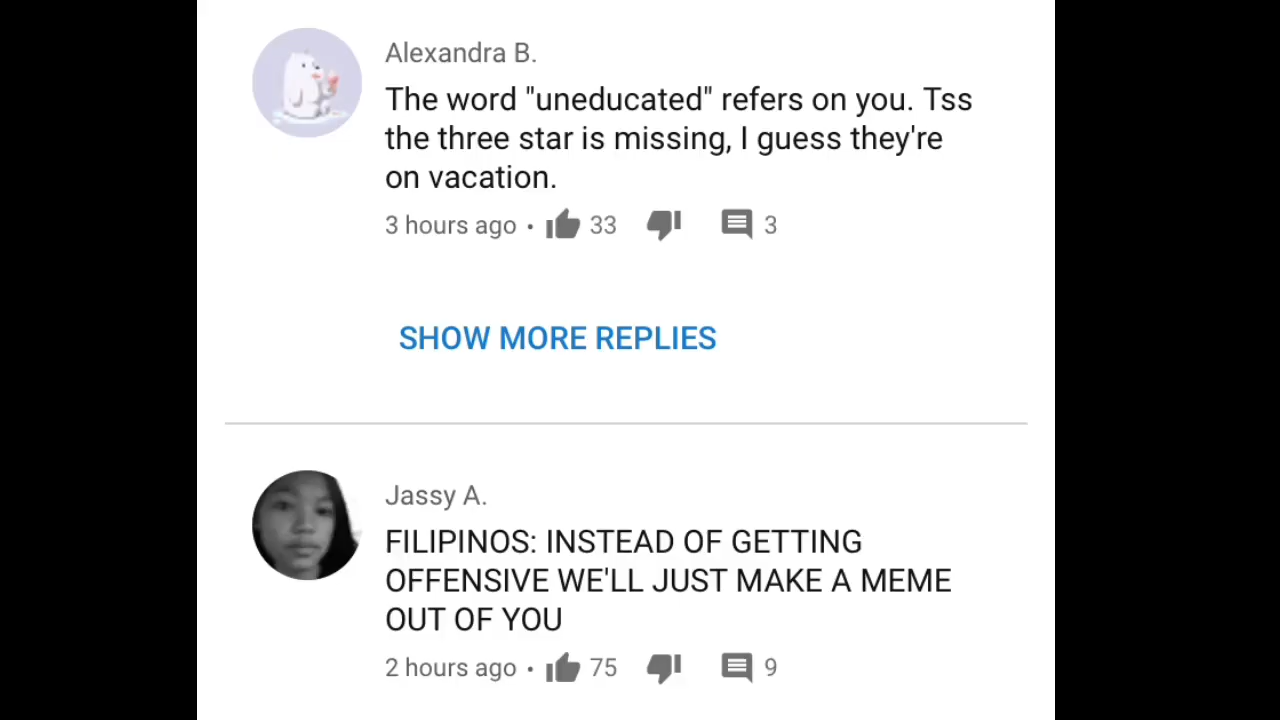 Alexandra B.
The word "uneducated" refers on you. Tss
the three star is missing, I guess they're
on vacation.
3 hours ago • 33 3
SHOW MORE REPLIES
Jassy A.
FILIPINOS: INSTEAD OF GETTING
OFFENSIVE WE'LL JUST MAKE A MEME
OUT OF YOU
2 hours ago • 75 9